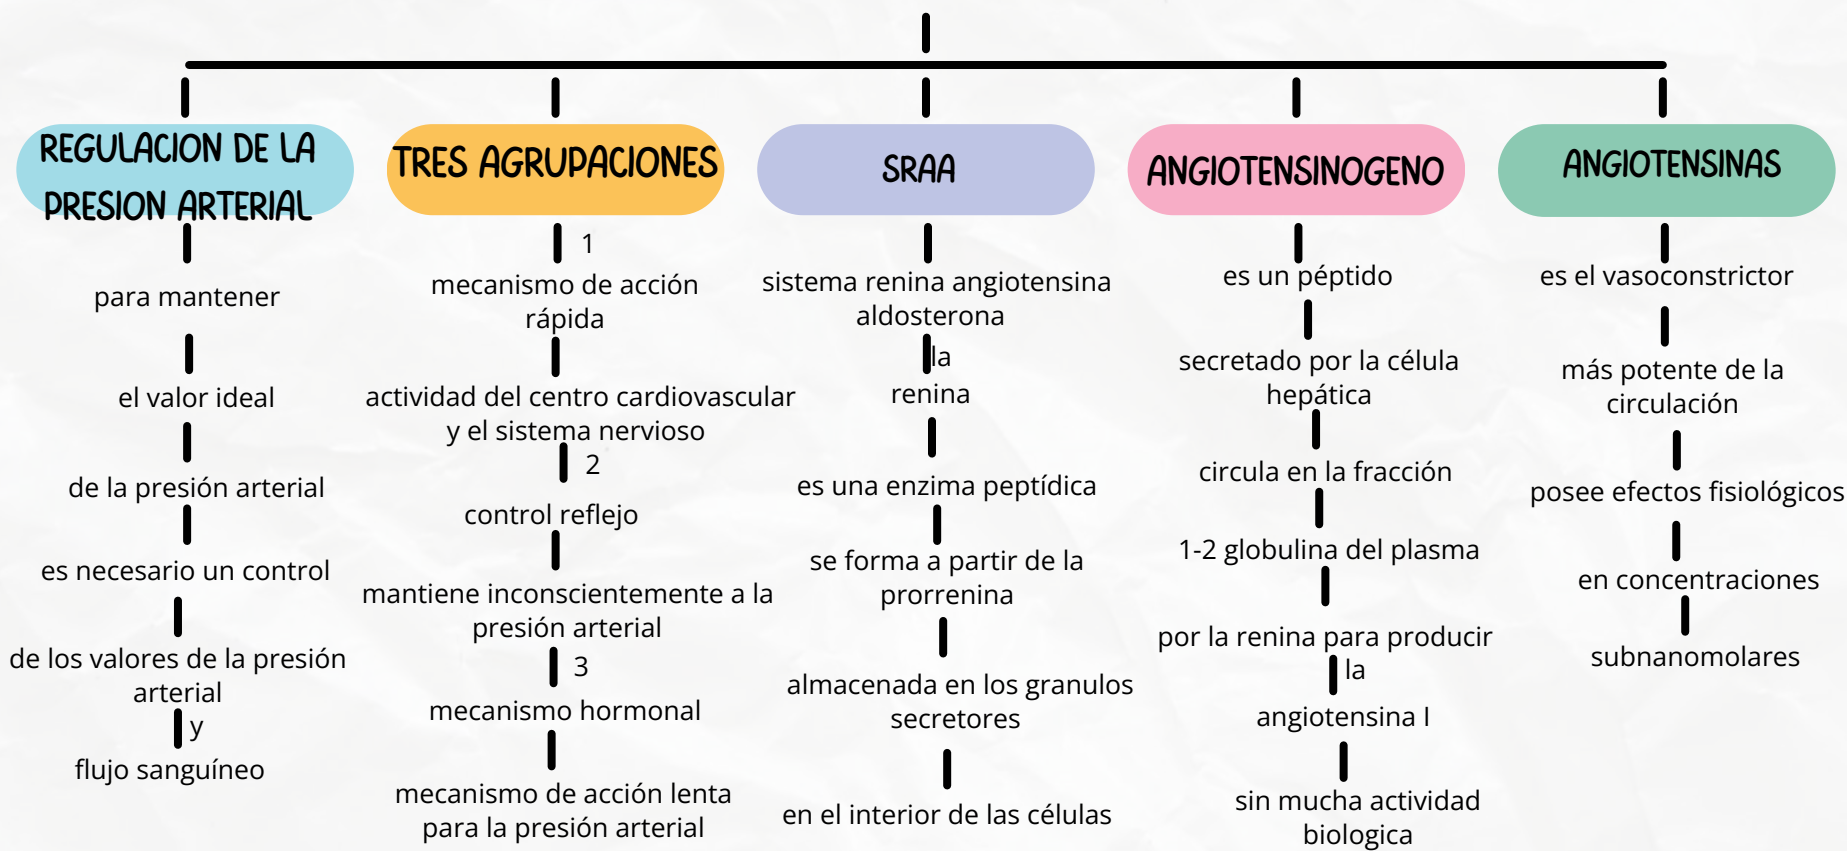 REGULACION DE LA
PRESION ARTERIAL
para mantener
el valor ideal
de la presión arterial
es necesario un control
de los valores de la presión
arterial
y
flujo sanguíneo
TRES AGRUPACIONES
1
mecanismo de acción
rápida
actividad del centro cardiovascular
y el sistema nervioso
2
control reflejo
mantiene inconscientemente a la
presión arterial
3
mecanismo hormonal
mecanismo de acción lenta
para la presión arterial
SRAA
sistema renina angiotensina
aldosterona
la
renina
es una enzima peptídica
se forma a partir de la
prorrenina
almacenada en los granulos
secretores
en el interior de las células
ANGIOTENSINOGENO
es un péptido
secretado por la célula
hepática
circula en la fracción
1-2 globulina del plasma
por la renina para producir
la
angiotensina I
sin mucha actividad
biologica
ANGIOTENSINAS
es el vasoconstrictor
más potente de la
circulación
posee efectos fisiológicos
en concentraciones
subnanomolares